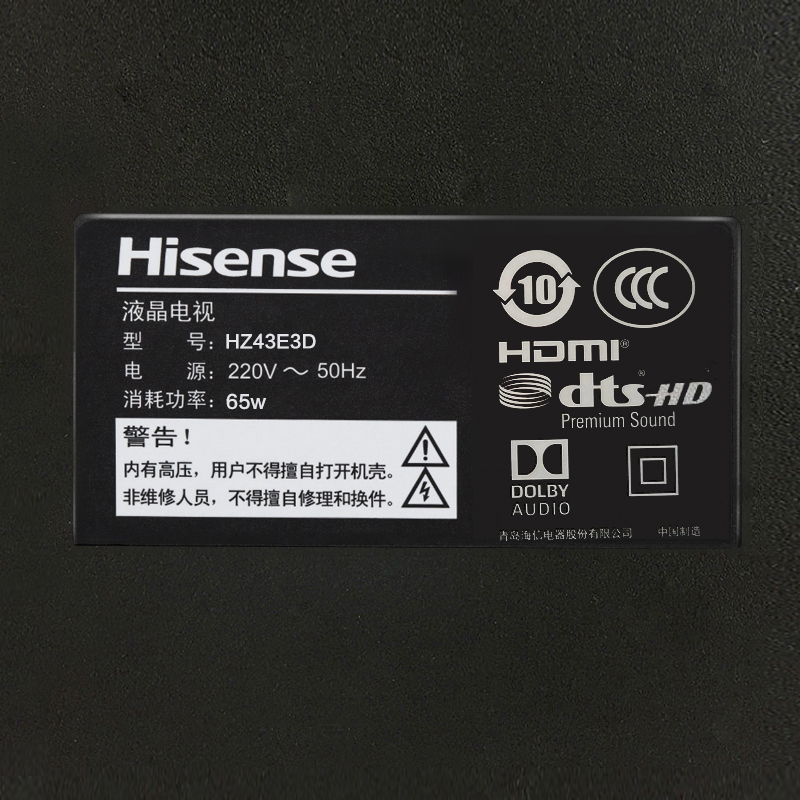 Hisense
液晶电视
型 号: HZ43E3D
电 源: 220V ～ 50Hz
消耗功率: 65w
警告！
内有高压，用户不得擅自打开机壳。
非维修人员，不得擅自修理和换件。
10
CCC
HDMI®
dts-HD®
Premium Sound
DOLBY
AUDIO
青岛海信电器股份有限公司 中国制造